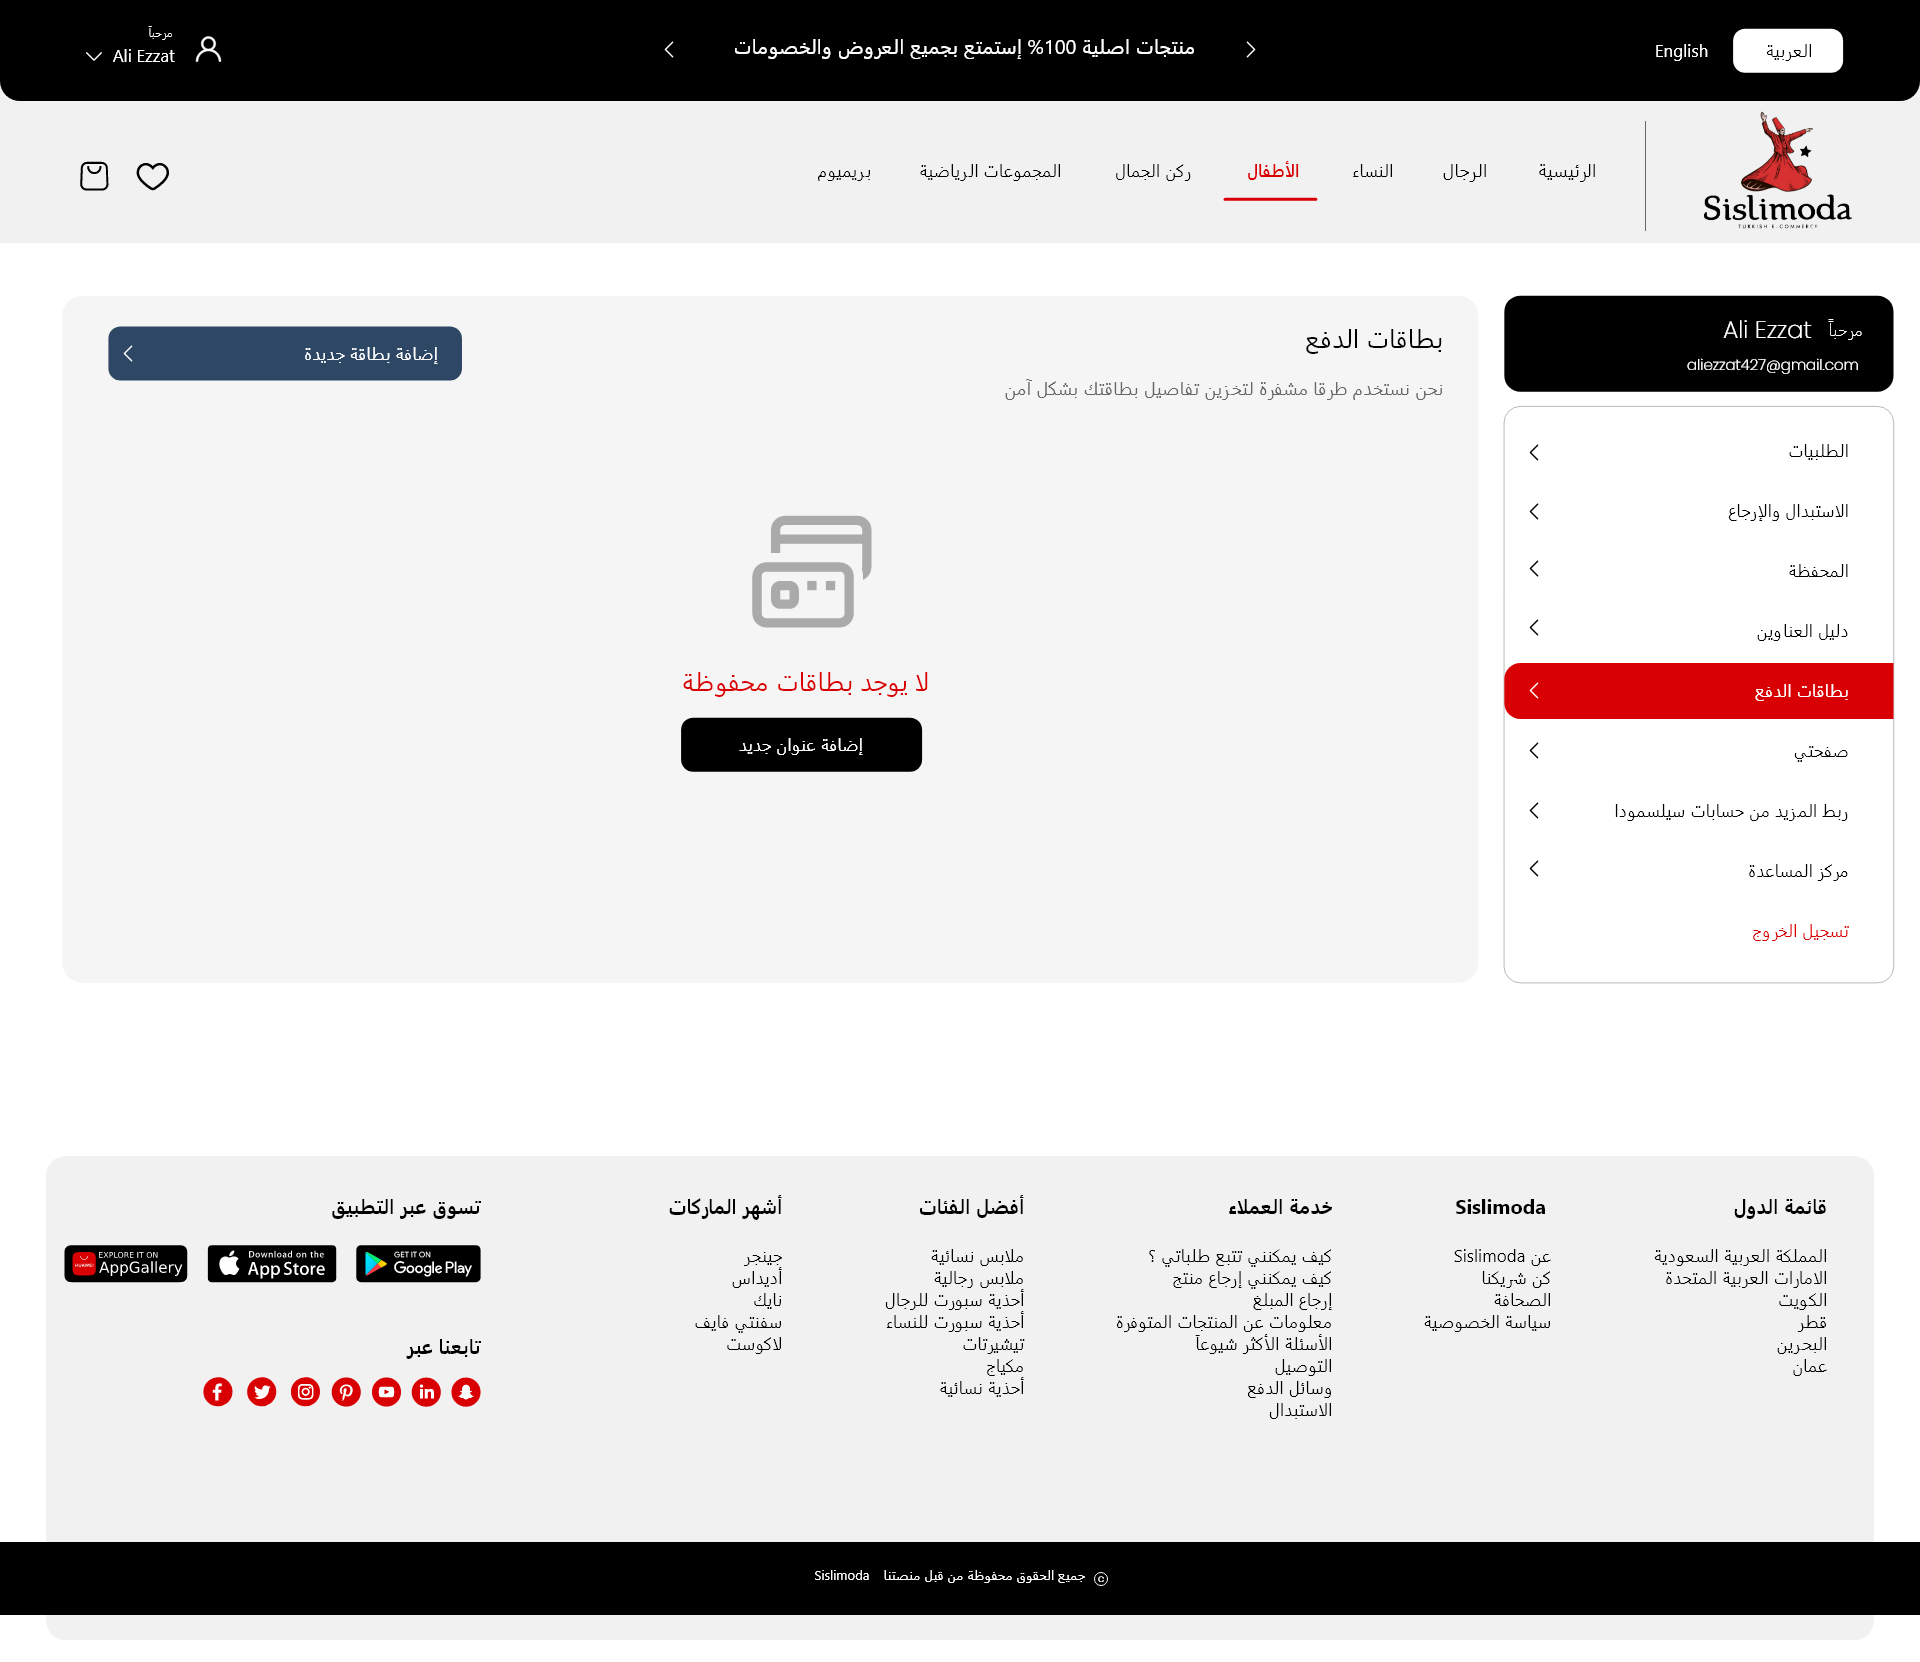 العربية
English
منتجات اصلية 100% إستمتع بجميع العروض والخصومات
مرحباً
Ali Ezzat
Sislimoda
TURKISH E-COMMERCE
الرئيسية
الرجال
النساء
الأطفال
ركن الجمال
المجموعات الرياضية
بريميوم
مرحباً Ali Ezzat
aliezzat427@gmail.com
الطلبيات
الاستبدال والإرجاع
المحفظة
دليل العناوين
بطاقات الدفع
صفحتي
ربط المزيد من حسابات سيلسمودا
مركز المساعدة
تسجيل الخروج
بطاقات الدفع
نحن نستخدم طرقا مشفرة لتخزين تفاصيل بطاقتك بشكل آمن
إضافة بطاقة جديدة
لا يوجد بطاقات محفوظة
إضافة عنوان جديد
قائمة الدول
المملكة العربية السعودية
الامارات العربية المتحدة
الكويت
قطر
البحرين
عمان
Sislimoda
عن Sislimoda
كن شريكنا
الصحافة
سياسة الخصوصية
خدمة العملاء
كيف يمكنني تتبع طلباتي ؟
كيف يمكنني إرجاع منتج
إرجاع المبلغ
معلومات عن المنتجات المتوفرة
الأسئلة الأكثر شيوعاً
التوصيل
وسائل الدفع
الاستبدال
أفضل الفئات
ملابس نسائية
ملابس رجالية
أحذية سبورت للرجال
أحذية سبورت للنساء
تيشيرتات
مكياج
أحذية نسائية
أشهر الماركات
جينجر
أديداس
نايك
سفنتي فايف
لاكوست
تسوق عبر التطبيق
GET IT ON
Google Play
Download on the
App Store
EXPLORE IT ON
AppGallery
HUAWEI
تابعنا عبر
© جميع الحقوق محفوظة من قبل منصتنا Sislimoda